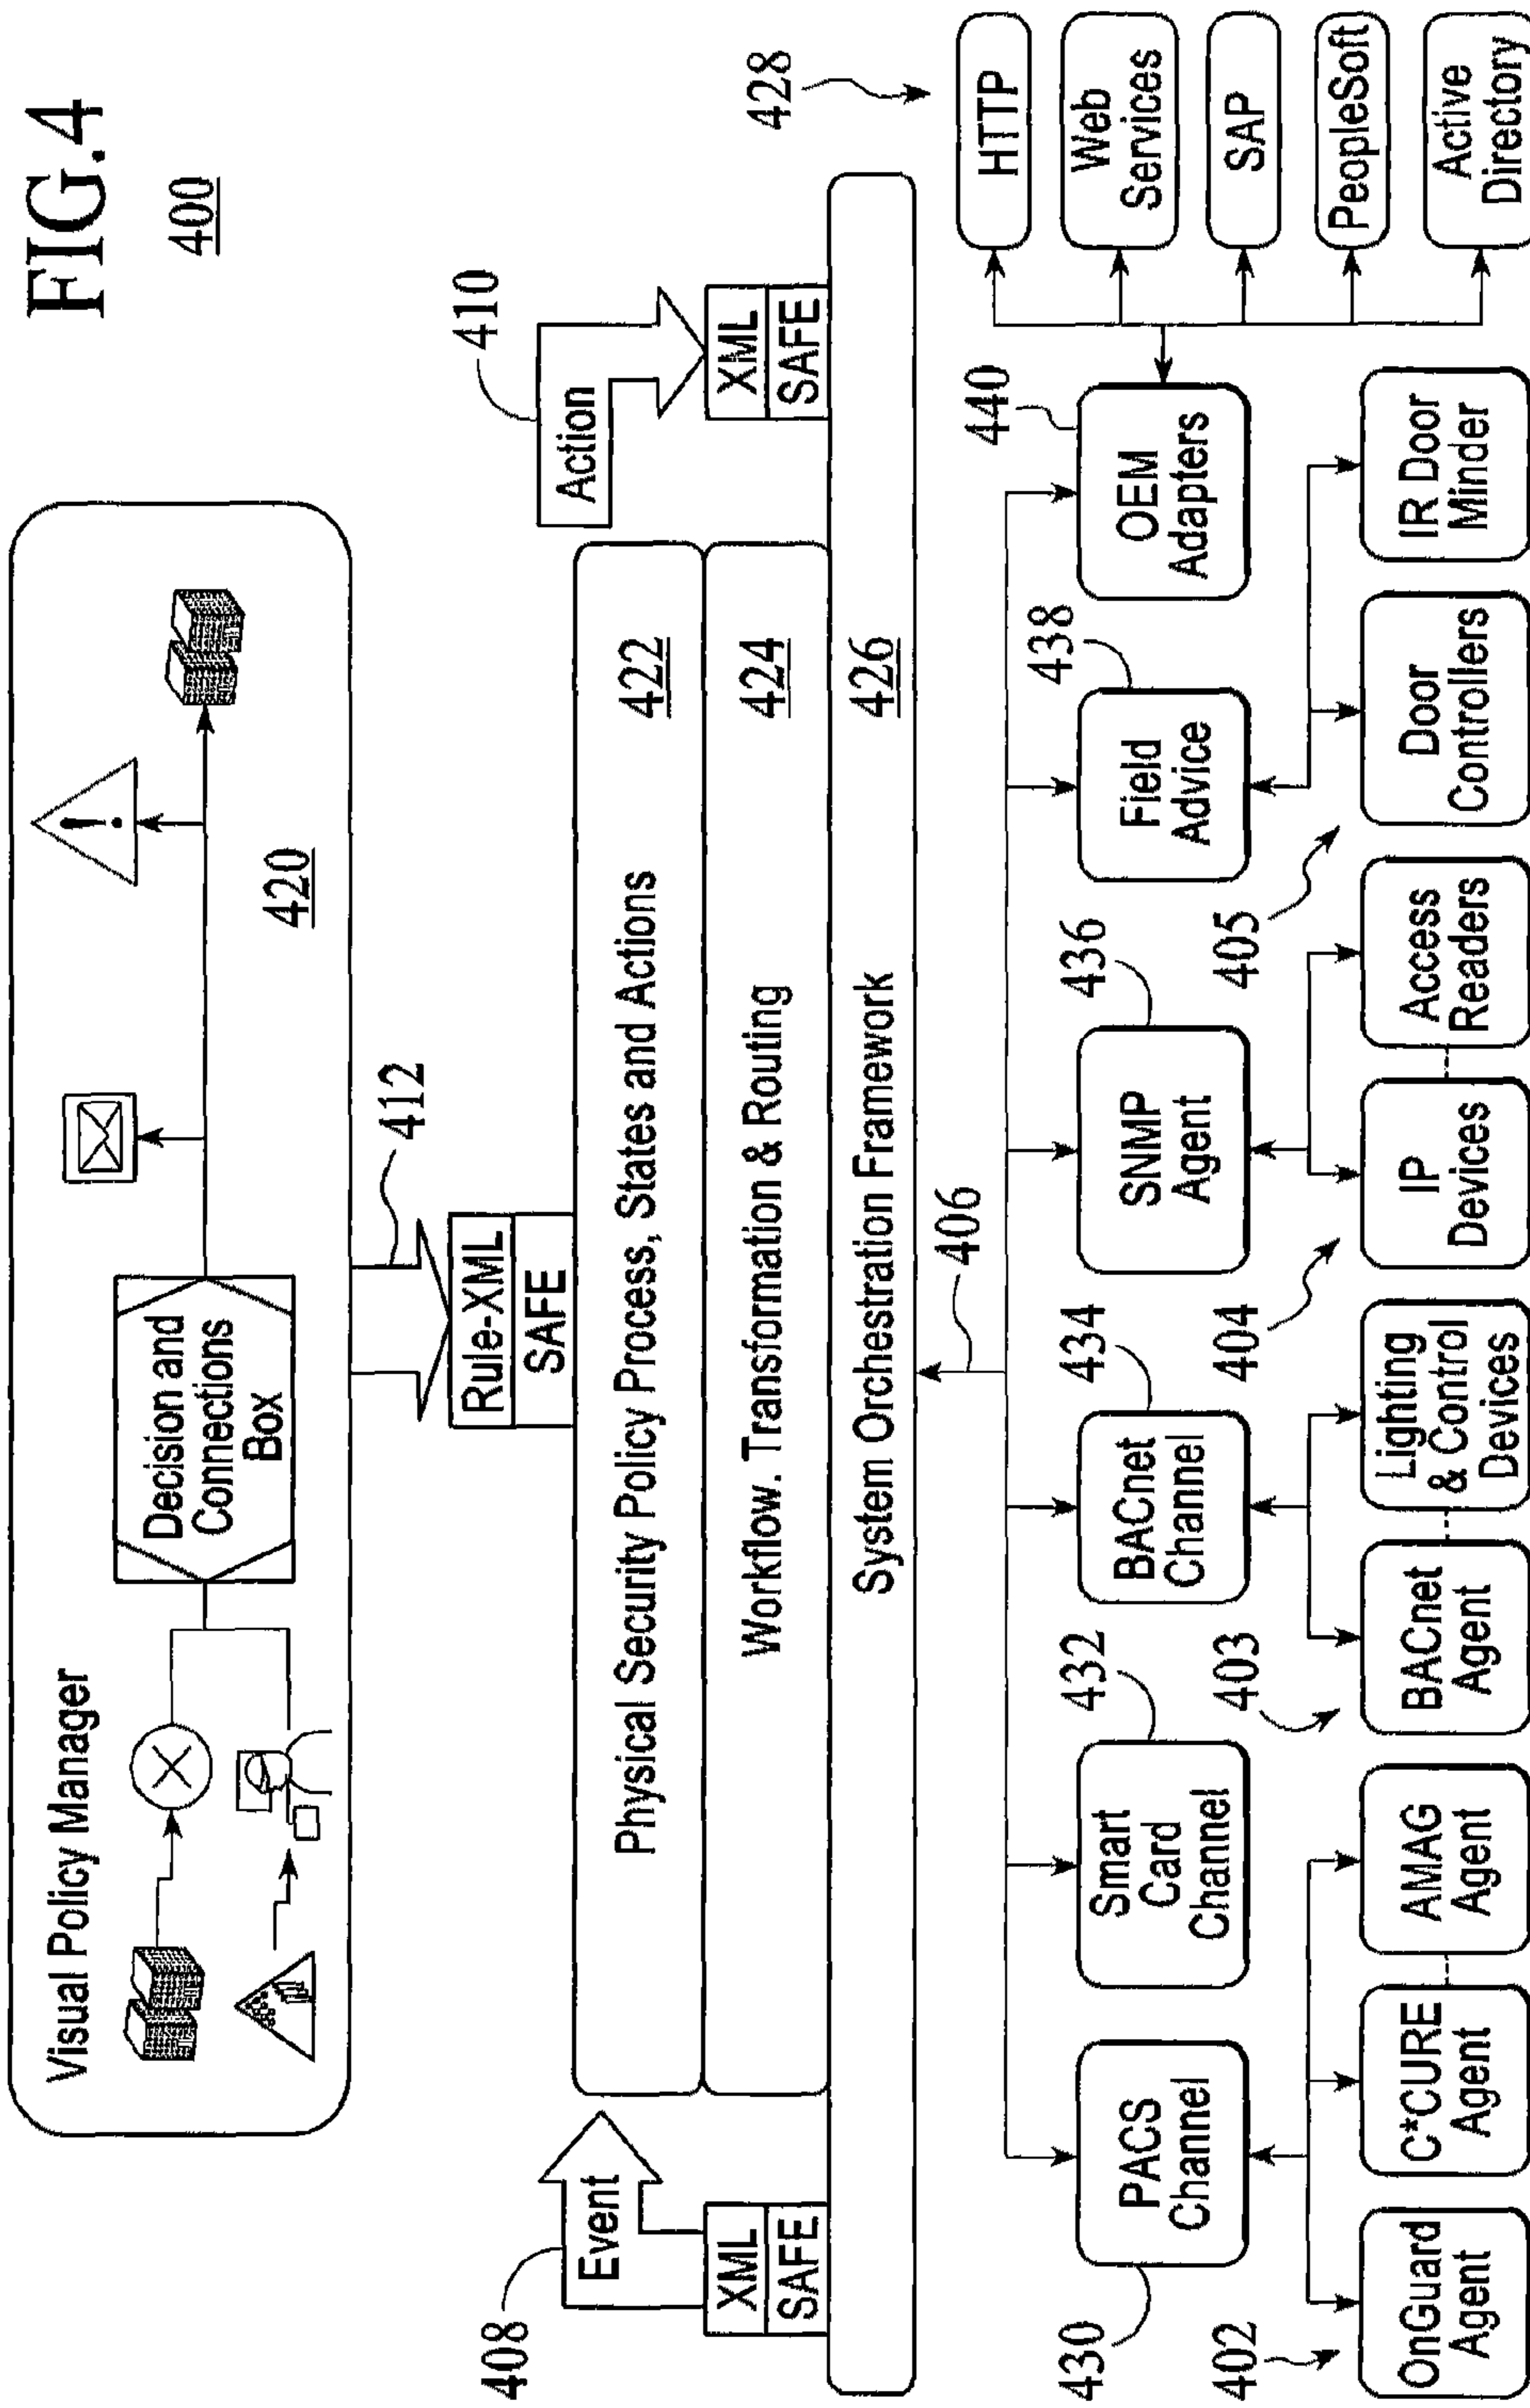 FIG.4
400
Visual Policy Manager
Decision and
Connections
Box
420
412
Rule-XML
SAFE
408
Event
XML
SAFE
410
Action
XML
SAFE
Physical Security Policy Process, States and Actions
422
Workflow. Transformation & Routing
424
System Orchestration Framework
426
406
428
430
PACS
Channel
432
Smart
Card
Channel
434
BACnet
Channel
436
SNMP
Agent
438
Field
Advice
440
OEM
Adapters
HTTP
Web
Services
SAP
PeopleSoft
Active
Directory
402
OnGuard
Agent
C*CURE
Agent
AMAG
Agent
403
BACnet
Agent
Lighting
& Control
Devices
404
IP
Devices
Access
Readers
405
Door
Controllers
IR Door
Minder